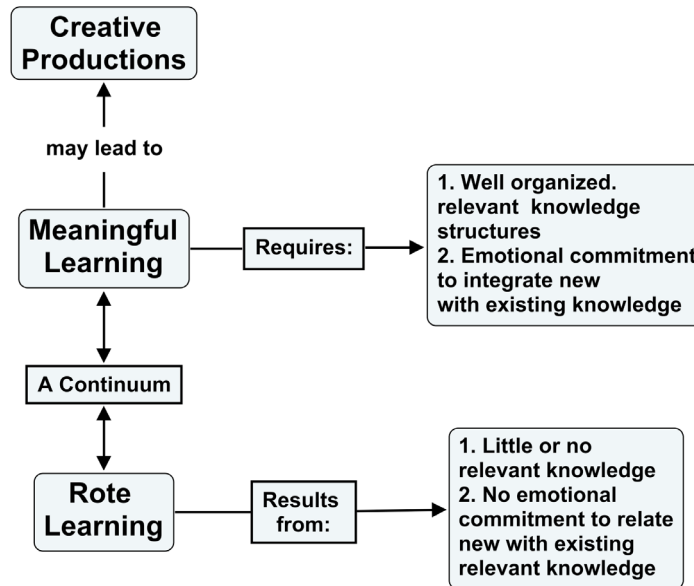 Creative
Productions
may lead to
Meaningful
Learning
Requires:
1. Well organized.
relevant knowledge
structures
2. Emotional commitment
to integrate new
with existing knowledge
A Continuum
Rote
Learning
Results
from:
1. Little or no
relevant knowledge
2. No emotional
commitment to relate
new with existing
relevant knowledge